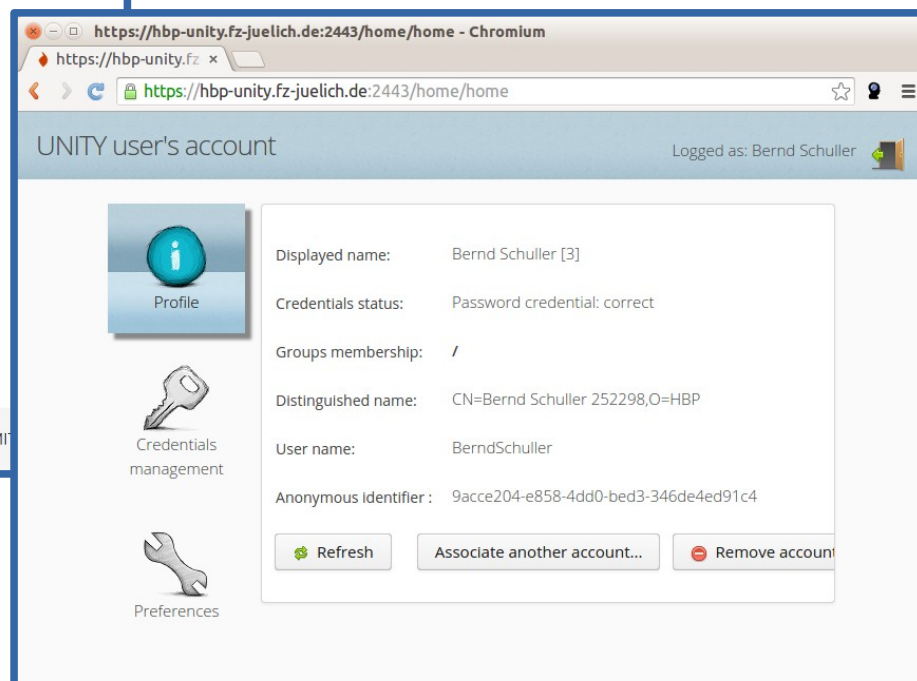 https://hbp-unity.fz-juelich.de:2443/home/home - Chromium
https://hbp-unity.fz
https://hbp-unity.fz-juelich.de:2443/home/home
UNITY user's account
Logged as: Bernd Schuller
Profile
Displayed name: Bernd Schuller [3]
Credentials status: Password credential: correct
Groups membership: /
Distinguished name: CN=Bernd Schuller 252298,O=HBP
User name: BerndSchuller
Anonymous identifier : 9acce204-e858-4dd0-bed3-346de4ed91c4
Refresh Associate another account... Remove account
Credentials
management
Preferences